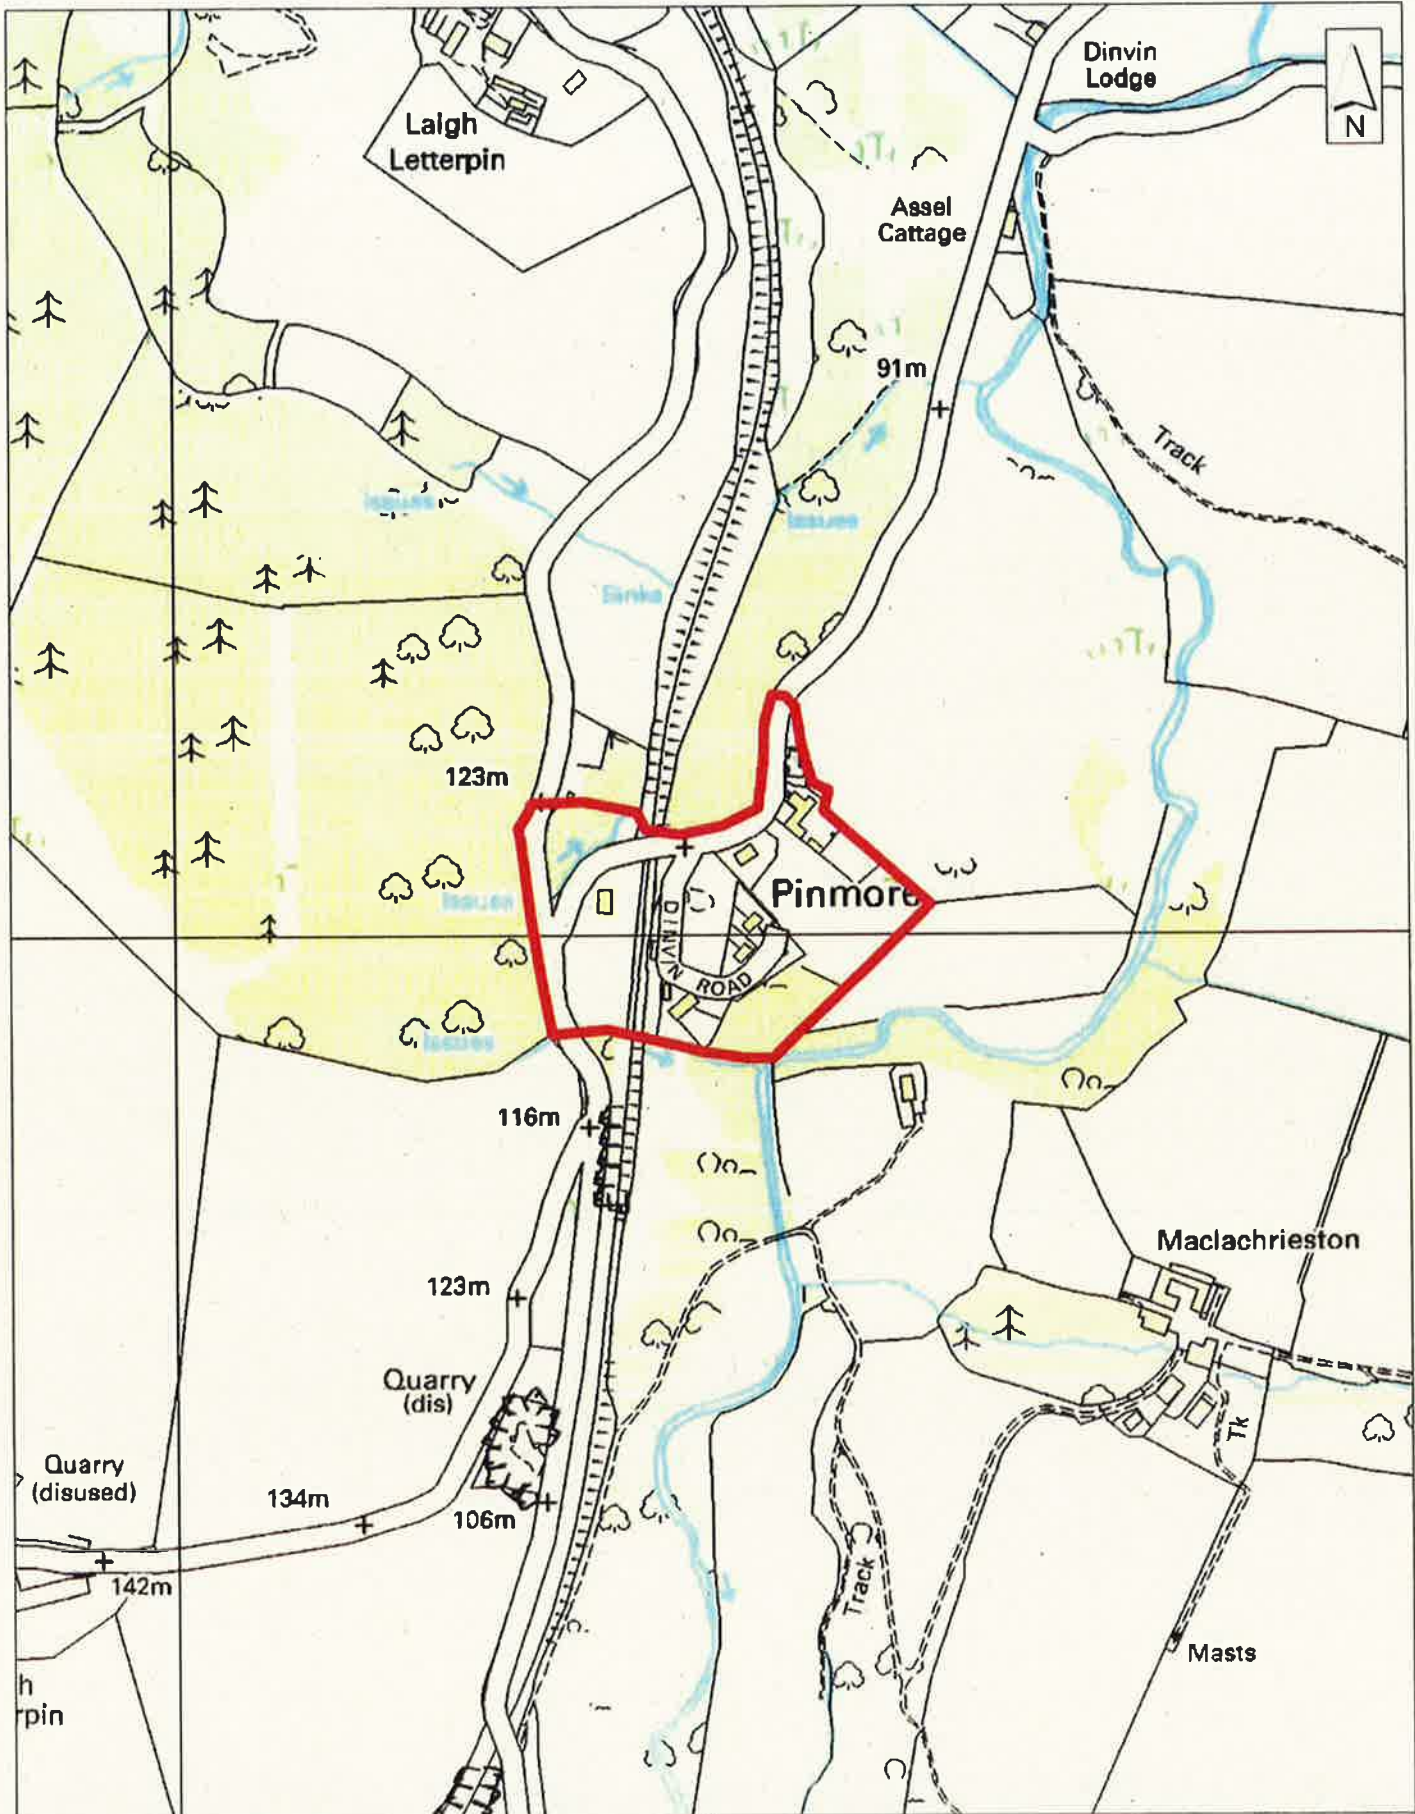 Dinvin
Lodge
N
Laigh
Letterpin
Assel
Cattage
91m
Track
Issues
Issues
Sinks
123m
Pinmore
Issues
DINVIN ROAD
Issues
116m
Maclachrieston
123m
Quarry
(dis)
Tk
Quarry
(disused)
134m
106m
142m
Track
Masts
h
rpin